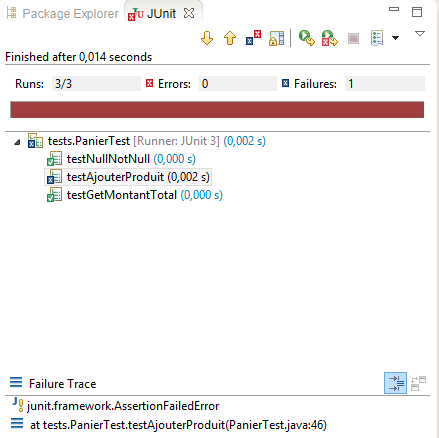 Package Explorer JUnit
Finished after 0,014 seconds
Runs: 3/3 Errors: 0 Failures: 1
tests.PanierTest [Runner: JUnit 3] (0,002 s)
testNullNotNull (0,000 s)
testAjouterProduit (0,002 s)
testGetMontantTotal (0,000 s)
Failure Trace
junit.framework.AssertionFailedError
at tests.PanierTest.testAjouterProduit(PanierTest.java:46)